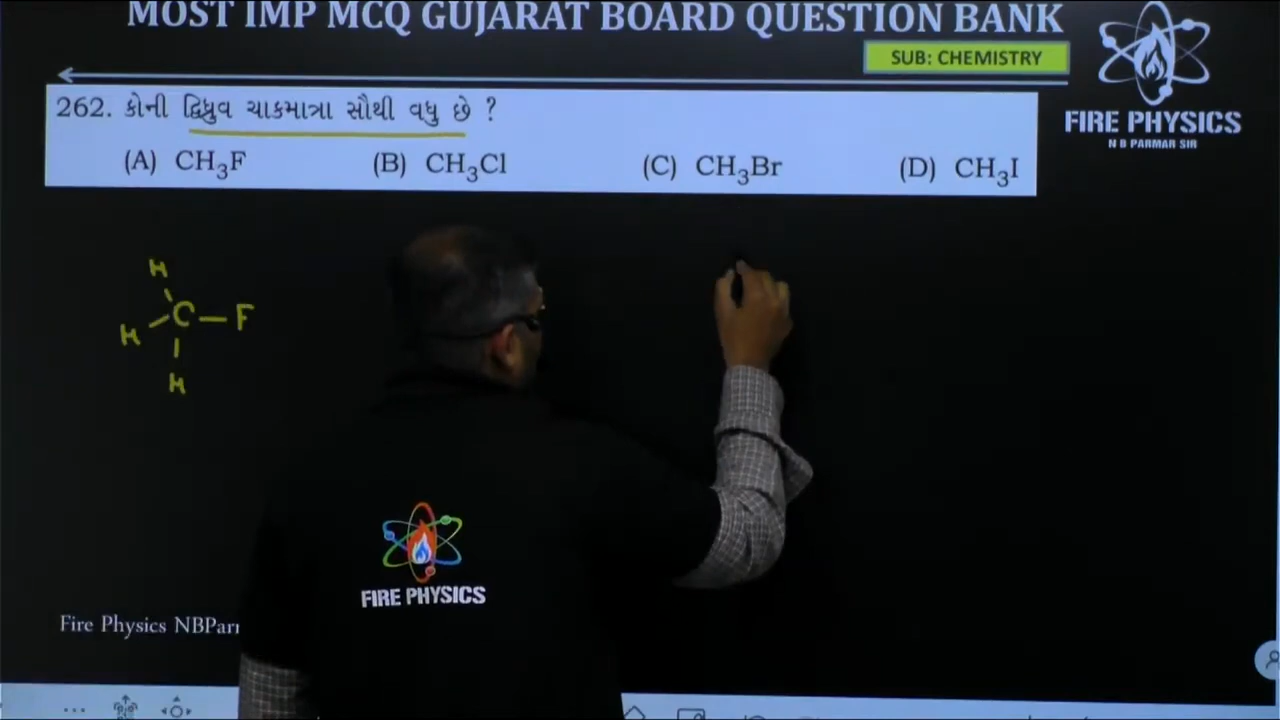 MOST IMP MCQ GUJARAT BOARD QUESTION BANK
SUB: CHEMISTRY
FIRE PHYSICS
N B PARMAR SIR
262. કોની દ્વિધ્રુવ ચાકમાત્રા સૌથી વધુ છે ?
(A) CH₃F (B) CH₃Cl (C) CH₃Br (D) CH₃I
H
H C F
H
FIRE PHYSICS
Fire Physics NBParr